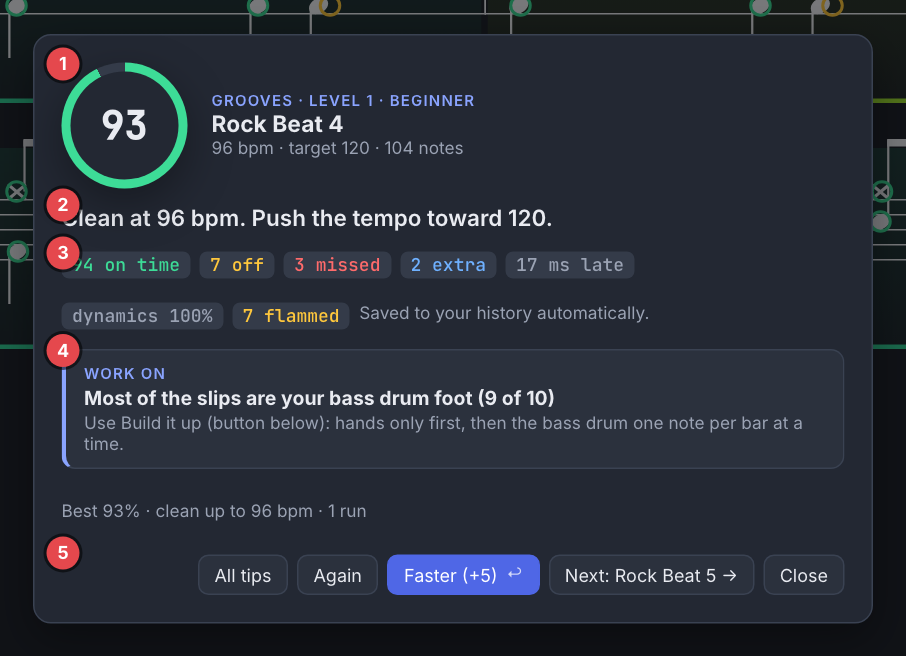 1
93
GROOVES · LEVEL 1 · BEGINNER
Rock Beat 4
96 bpm · target 120 · 104 notes
2
Clean at 96 bpm. Push the tempo toward 120.
3
94 on time 7 off 3 missed 2 extra 17 ms late
dynamics 100% 7 flammed Saved to your history automatically.
4
WORK ON
Most of the slips are your bass drum foot (9 of 10)
Use Build it up (button below): hands only first, then the bass drum one note per bar at a
time.
Best 93% · clean up to 96 bpm · 1 run
5
All tips Again Faster (+5) ↩ Next: Rock Beat 5 → Close